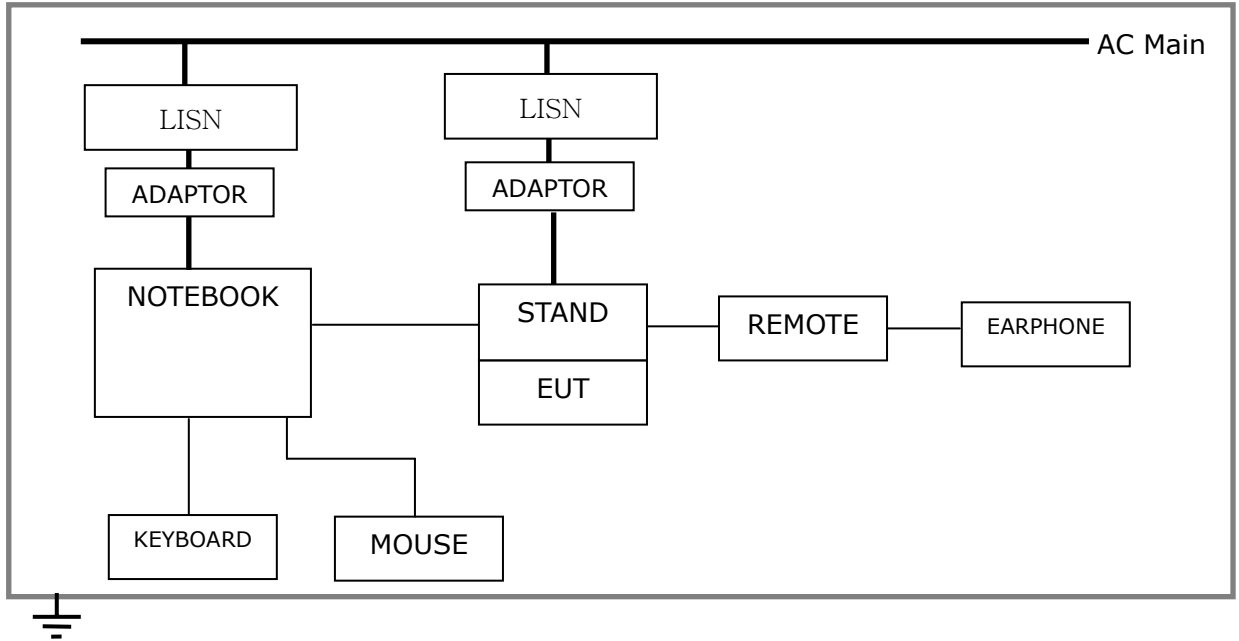 AC Main
LISN
LISN
ADAPTOR
ADAPTOR
NOTEBOOK
STAND
REMOTE
EARPHONE
EUT
KEYBOARD
MOUSE